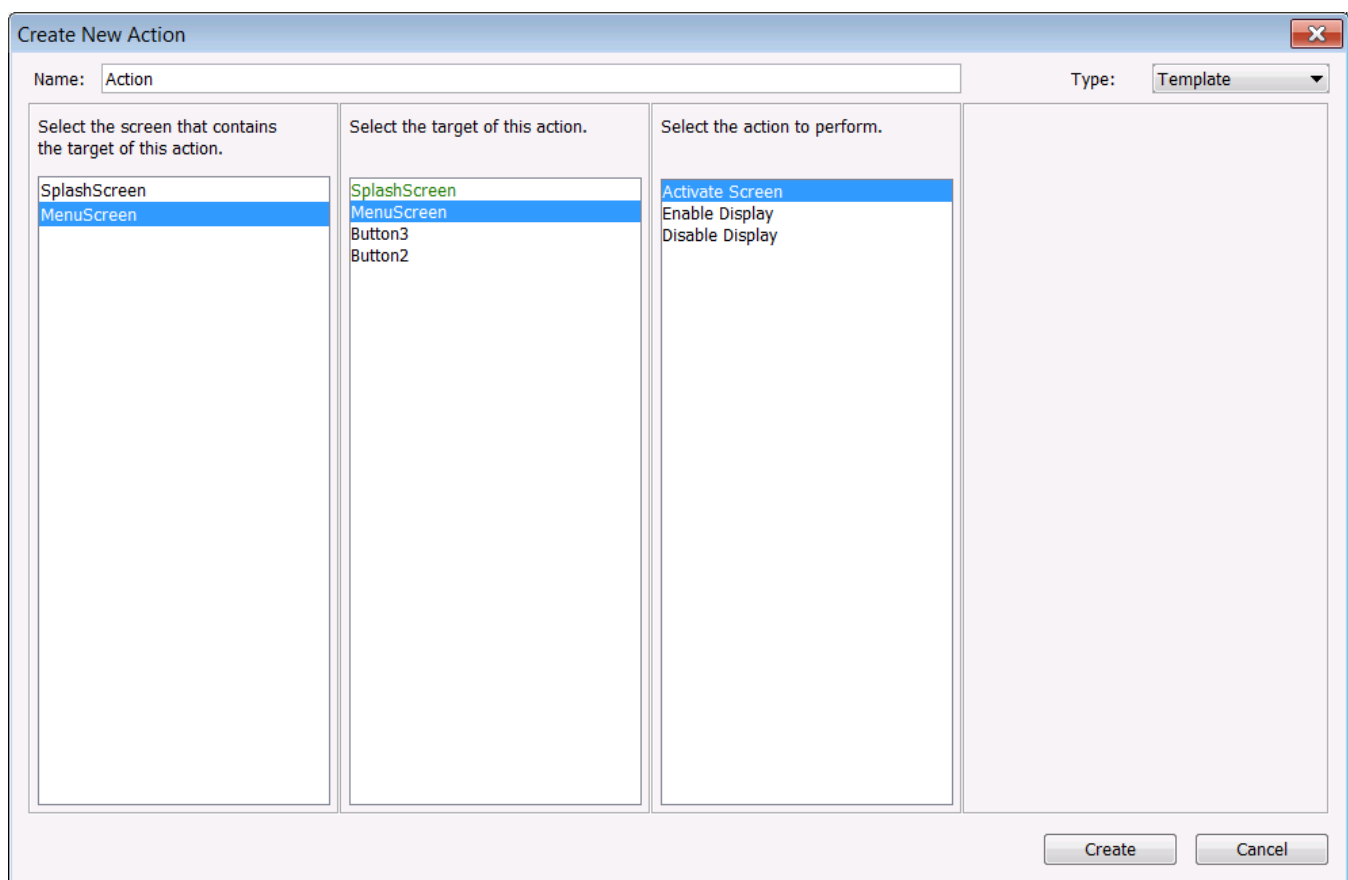 Create New Action
Name: Action Type: Template
Select the screen that contains
the target of this action.
SplashScreen
MenuScreen
Select the target of this action.
SplashScreen
MenuScreen
Button3
Button2
Select the action to perform.
Activate Screen
Enable Display
Disable Display
Create Cancel